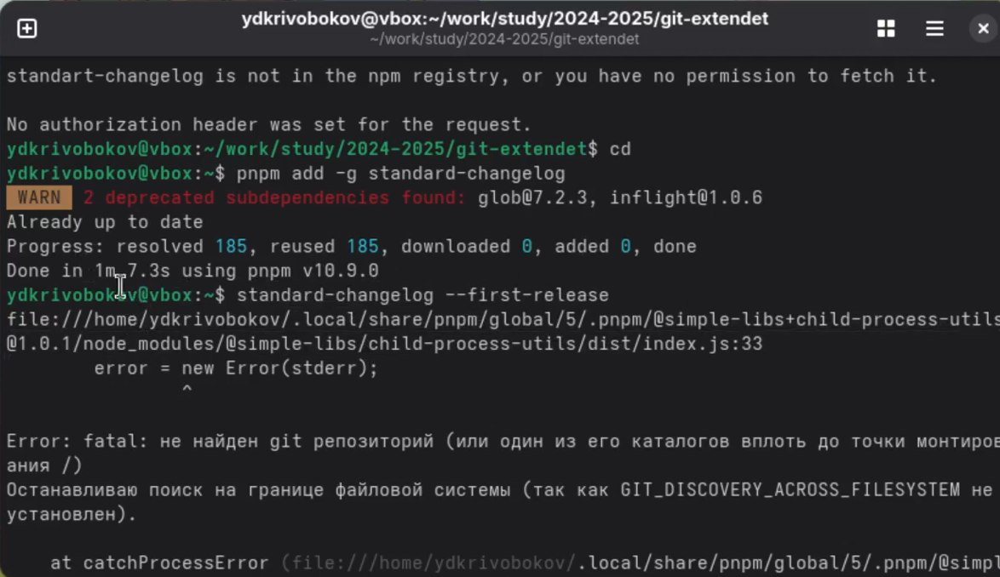 ydkrivobokov@vbox:~/work/study/2024-2025/git-extendet
~/work/study/2024-2025/git-extendet
standart-changelog is not in the npm registry, or you have no permission to fetch it.
No authorization header was set for the request.
ydkrivobokov@vbox:~/work/study/2024-2025/git-extendet$ cd
ydkrivobokov@vbox:~$ pnpm add -g standard-changelog
WARN 2 deprecated subdependencies found: glob@7.2.3, inflight@1.0.6
Already up to date
Progress: resolved 185, reused 185, downloaded 0, added 0, done
Done in 1m 7.3s using pnpm v10.9.0
ydkrivobokov@vbox:~$ standard-changelog --first-release
file:///home/ydkrivobokov/.local/share/pnpm/global/5/.pnpm/@simple-libs+child-process-utils
@1.0.1/node_modules/@simple-libs/child-process-utils/dist/index.js:33
error = new Error(stderr);
^
Error: fatal: не найден git репозиторий (или один из его каталогов вплоть до точки монтиров
ания /)
Останавливаю поиск на границе файловой системы (так как GIT_DISCOVERY_ACROSS_FILESYSTEM не
установлен).
at catchProcessError (file:///home/ydkrivobokov/.local/share/pnpm/global/5/.pnpm/@simpl